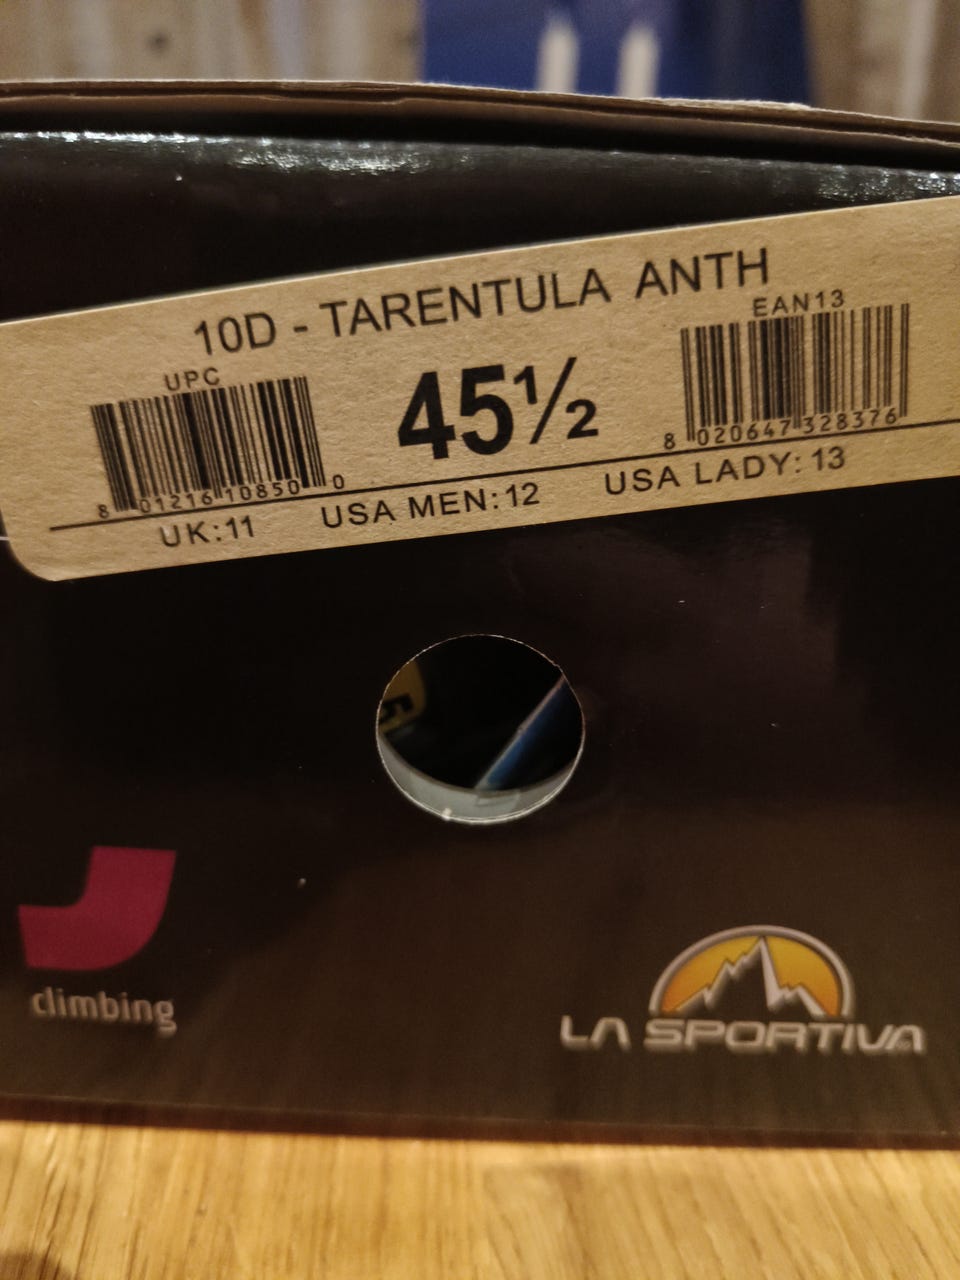 10D - TARENTULA ANTH
UPC
8 01216 10850 0
45½
EAN13
8 020647 328376
UK:11 USA MEN:12 USA LADY: 13
climbing
LA SPORTIVA